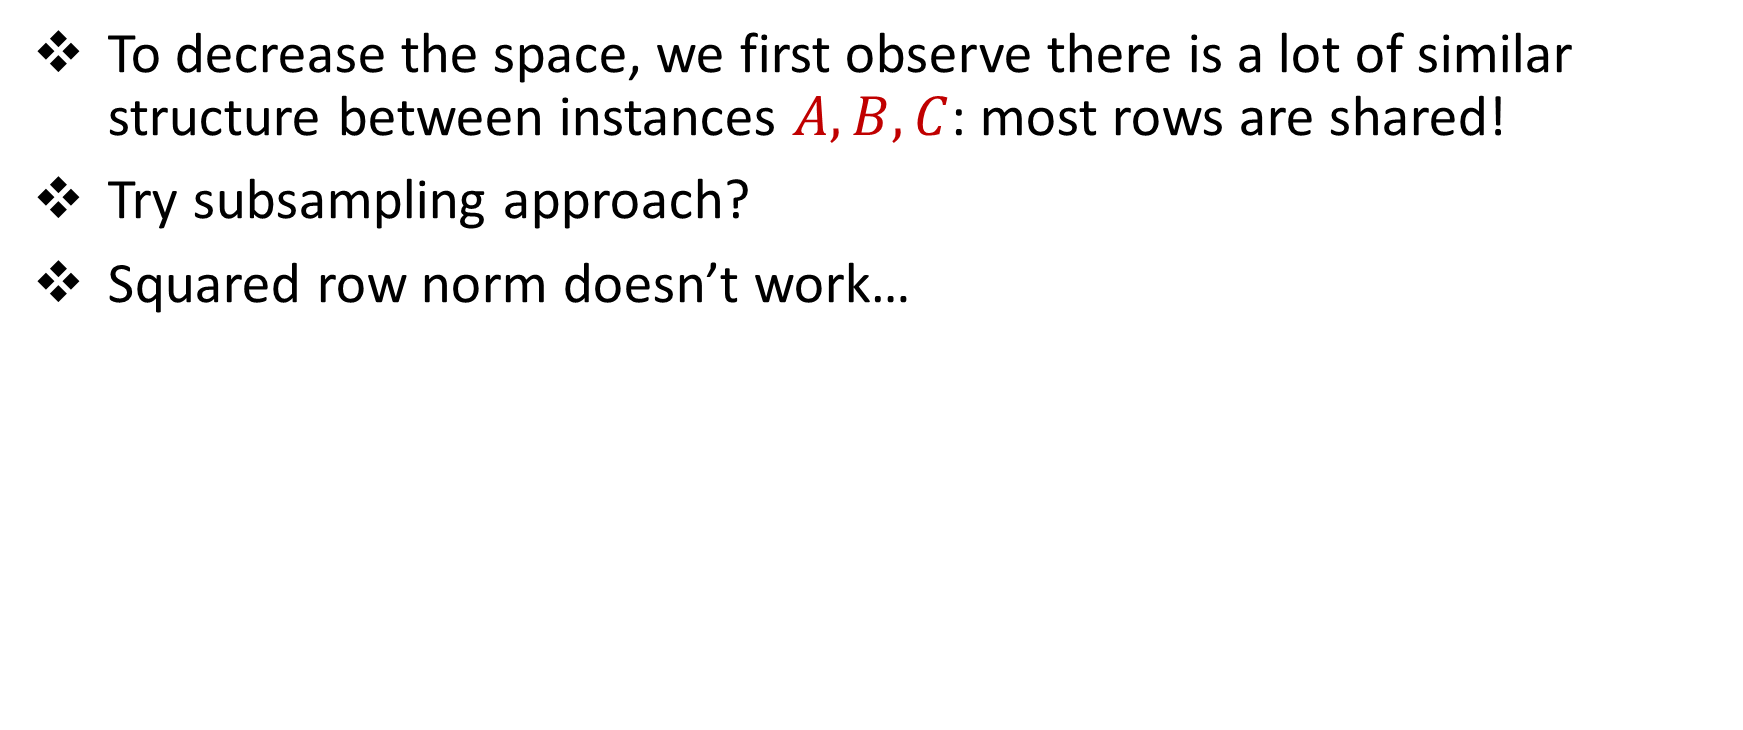 ❖ To decrease the space, we first observe there is a lot of similar
structure between instances A, B, C: most rows are shared!
❖ Try subsampling approach?
❖ Squared row norm doesn’t work…